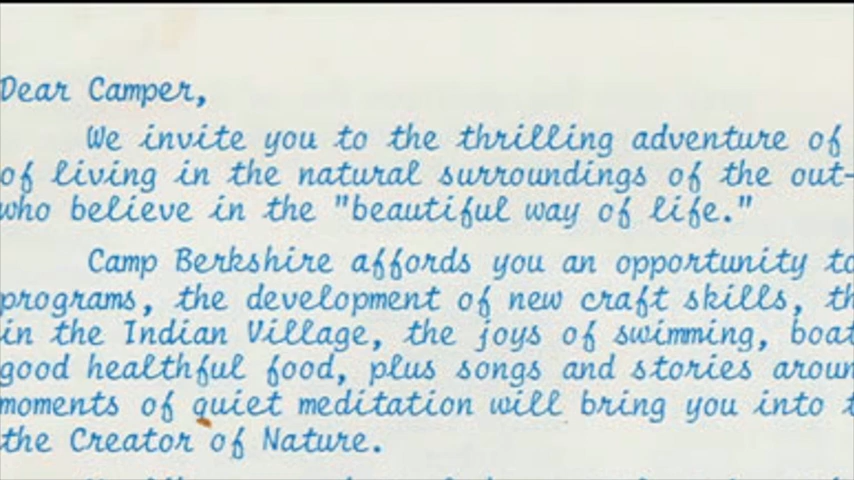 Dear Camper,
We invite you to the thrilling adventure of
of living in the natural surroundings of the out-
who believe in the "beautiful way of life."
Camp Berkshire affords you an opportunity to
programs, the development of new craft skills, th
in the Indian Village, the joys of swimming, boat
good healthful food, plus songs and stories aroun
moments of quiet meditation will bring you into t
the Creator of Nature.